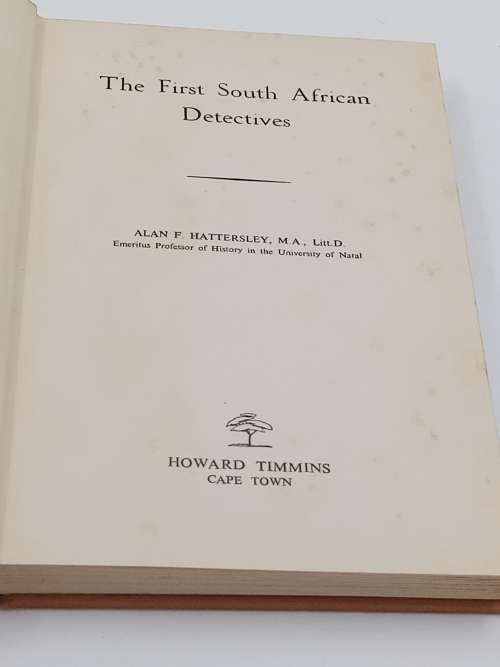 The First South African
Detectives
ALAN F. HATTERSLEY, M.A., Litt.D.
Emeritus Professor of History in the University of Natal
HOWARD TIMMINS
CAPE TOWN